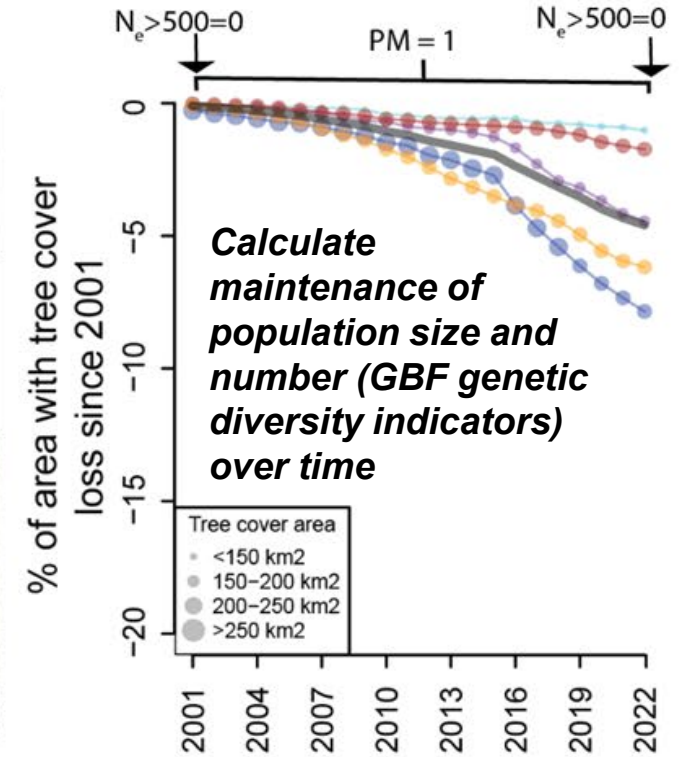 Nₑ>500=0
PM = 1
Nₑ>500=0
% of area with tree cover
loss since 2001
0
−5
−10
−15
−20
Calculate
maintenance of
population size and
number (GBF genetic
diversity indicators)
over time
Tree cover area
<150 km2
150−200 km2
200−250 km2
>250 km2
2001
2004
2007
2010
2013
2016
2019
2022